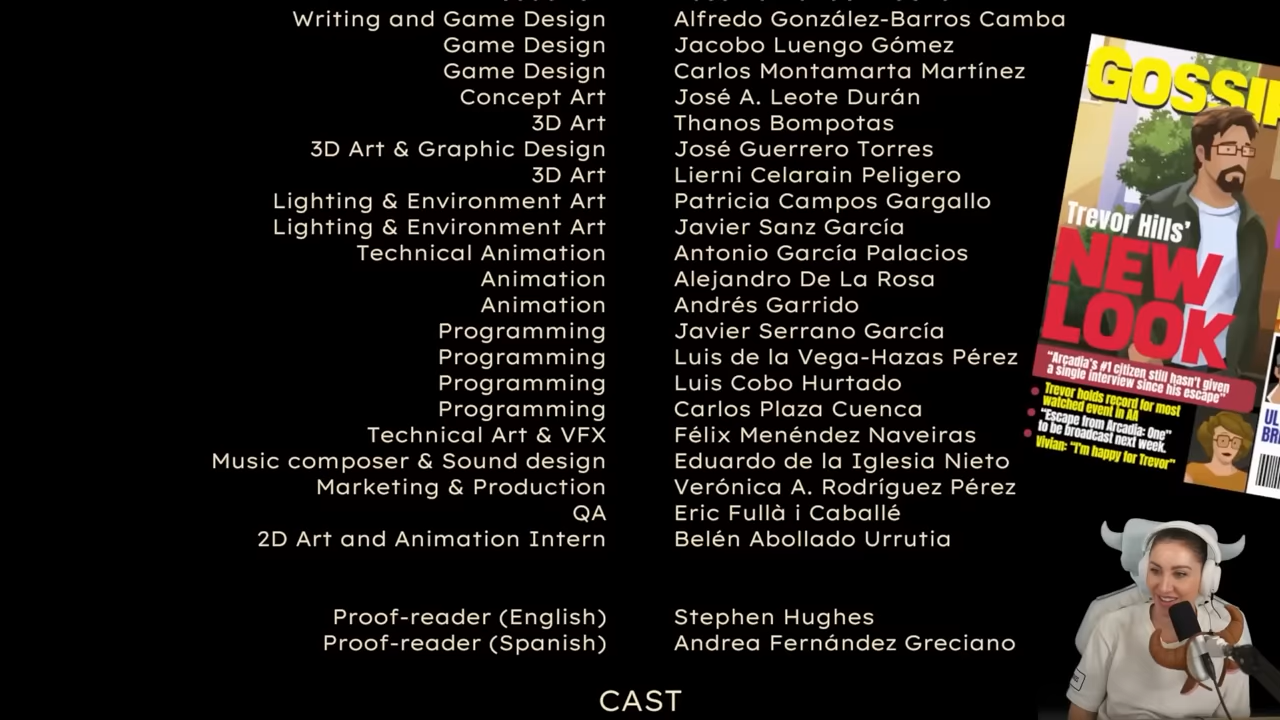 Writing and Game Design Alfredo González-Barros Camba
Game Design Jacobo Luengo Gómez
Game Design Carlos Montamarta Martínez
Concept Art José A. Leote Durán
3D Art Thanos Bompotas
3D Art & Graphic Design José Guerrero Torres
3D Art Lierni Celarain Peligero
Lighting & Environment Art Patricia Campos Gargallo
Lighting & Environment Art Javier Sanz García
Technical Animation Antonio García Palacios
Animation Alejandro De La Rosa
Animation Andrés Garrido
Programming Javier Serrano García
Programming Luis de la Vega-Hazas Pérez
Programming Luis Cobo Hurtado
Programming Carlos Plaza Cuenca
Technical Art & VFX Félix Menéndez Naveiras
Music composer & Sound design Eduardo de la Iglesia Nieto
Marketing & Production Verónica A. Rodríguez Pérez
QA Eric Fullà i Caballé
2D Art and Animation Intern Belén Abollado Urrutia
Proof-reader (English) Stephen Hughes
Proof-reader (Spanish) Andrea Fernández Greciano
CAST
GOSSIP
Trevor Hills'
NEW
LOOK
"Arcadia's #1 citizen still hasn't given
a single interview since his escape"
Trevor holds record for most
watched event in AA
"Escape from Arcadia: One"
to be broadcast next week.
Vivian: "I'm happy for Trevor"